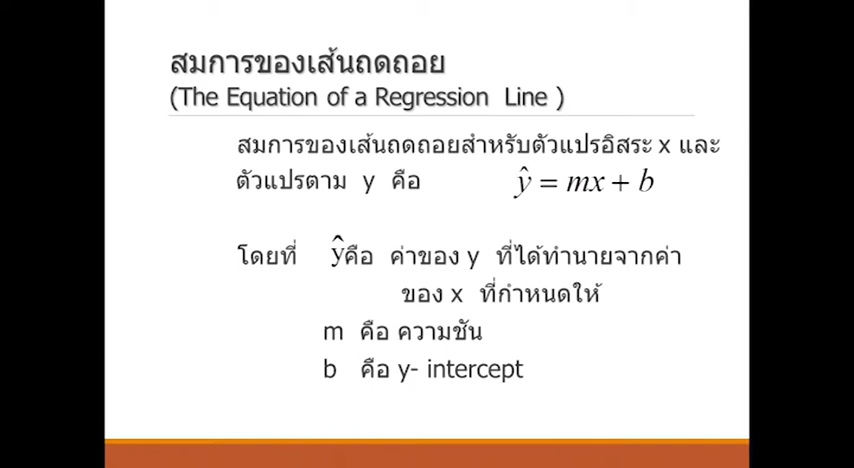 สมการของเส้นถดถอย
(The Equation of a Regression Line )
สมการของเส้นถดถอยสำหรับตัวแปรอิสระ x และ
ตัวแปรตาม y คือ ŷ = mx + b
โดยที่ ŷ คือ ค่าของ y ที่ได้ทำนายจากค่า
ของ x ที่กำหนดให้
m คือ ความชัน
b คือ y- intercept